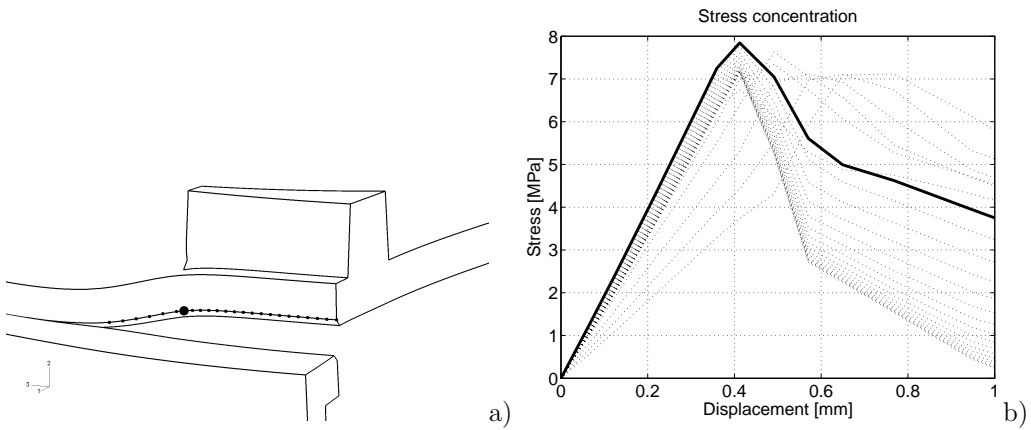 Stress concentration
8
7
6
5
4
3
2
1
0
Stress [MPa]
0 0.2 0.4 0.6 0.8 1
Displacement [mm]
2
3
1
a)
b)